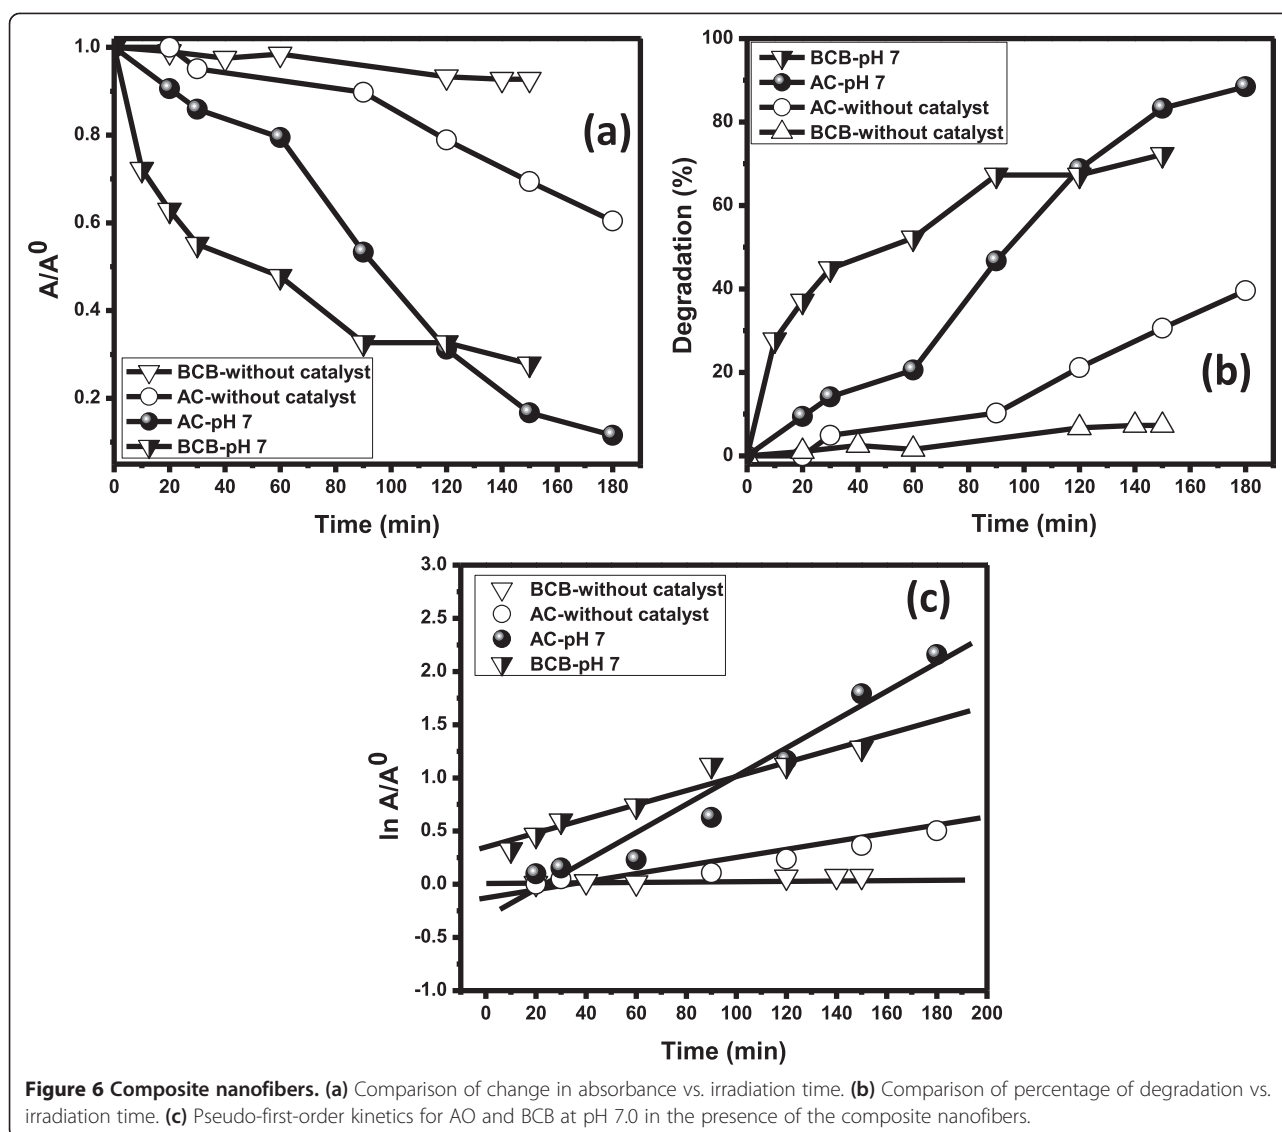 1.0
0.8
0.6
0.4
0.2
A/A0
(a)
BCB-without catalyst
AC-without catalyst
AC-pH 7
BCB-pH 7
0 20 40 60 80 100 120 140 160 180
Time (min)
100
80
60
40
20
0
Degradation (%)
BCB-pH 7
AC-pH 7
AC-without catalyst
BCB-without catalyst
(b)
0 20 40 60 80 100 120 140 160 180
Time (min)
3.0
2.5
2.0
1.5
1.0
0.5
0.0
-0.5
-1.0
ln A/A0
BCB-without catalyst
AC-without catalyst
AC-pH 7
BCB-pH 7
(c)
0 20 40 60 80 100 120 140 160 180 200
Time (min)
Figure 6 Composite nanofibers. (a) Comparison of change in absorbance vs. irradiation time. (b) Comparison of percentage of degradation vs.
irradiation time. (c) Pseudo-first-order kinetics for AO and BCB at pH 7.0 in the presence of the composite nanofibers.